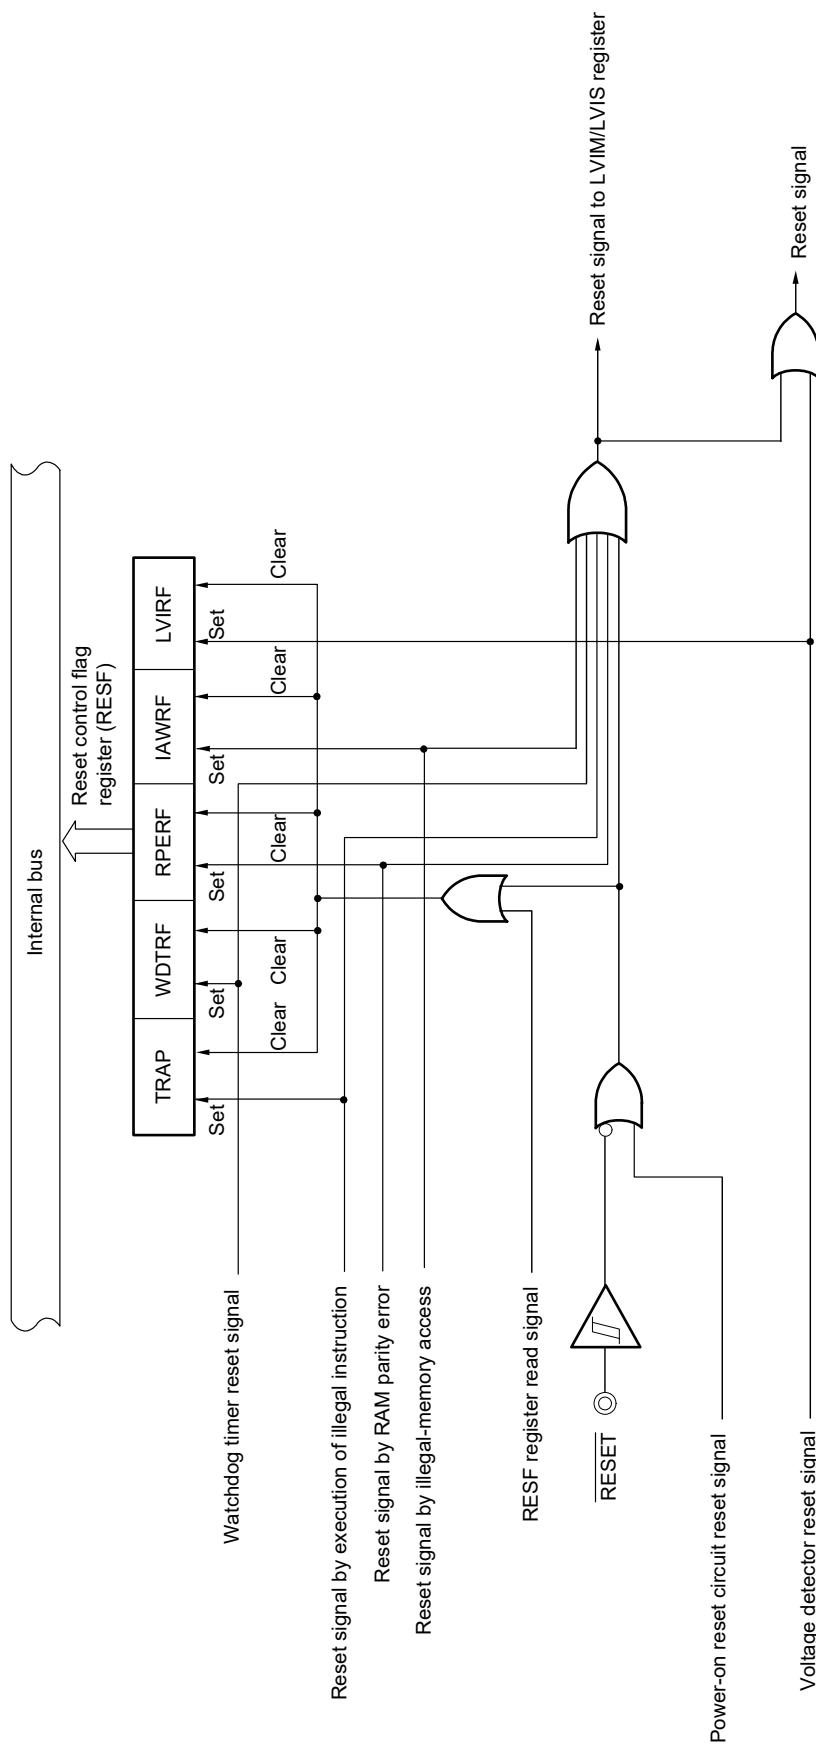 Internal bus
Reset control flag
register (RESF)
TRAP
WDTRF
RPERF
IAWRF
LVIRF
Set
Set
Set
Set
Set
Clear
Clear
Clear
Clear
Clear
Watchdog timer reset signal
Reset signal by execution of illegal instruction
Reset signal by RAM parity error
Reset signal by illegal-memory access
RESF register read signal
RESET
Power-on reset circuit reset signal
Voltage detector reset signal
Reset signal to LVIM/LVIS register
Reset signal